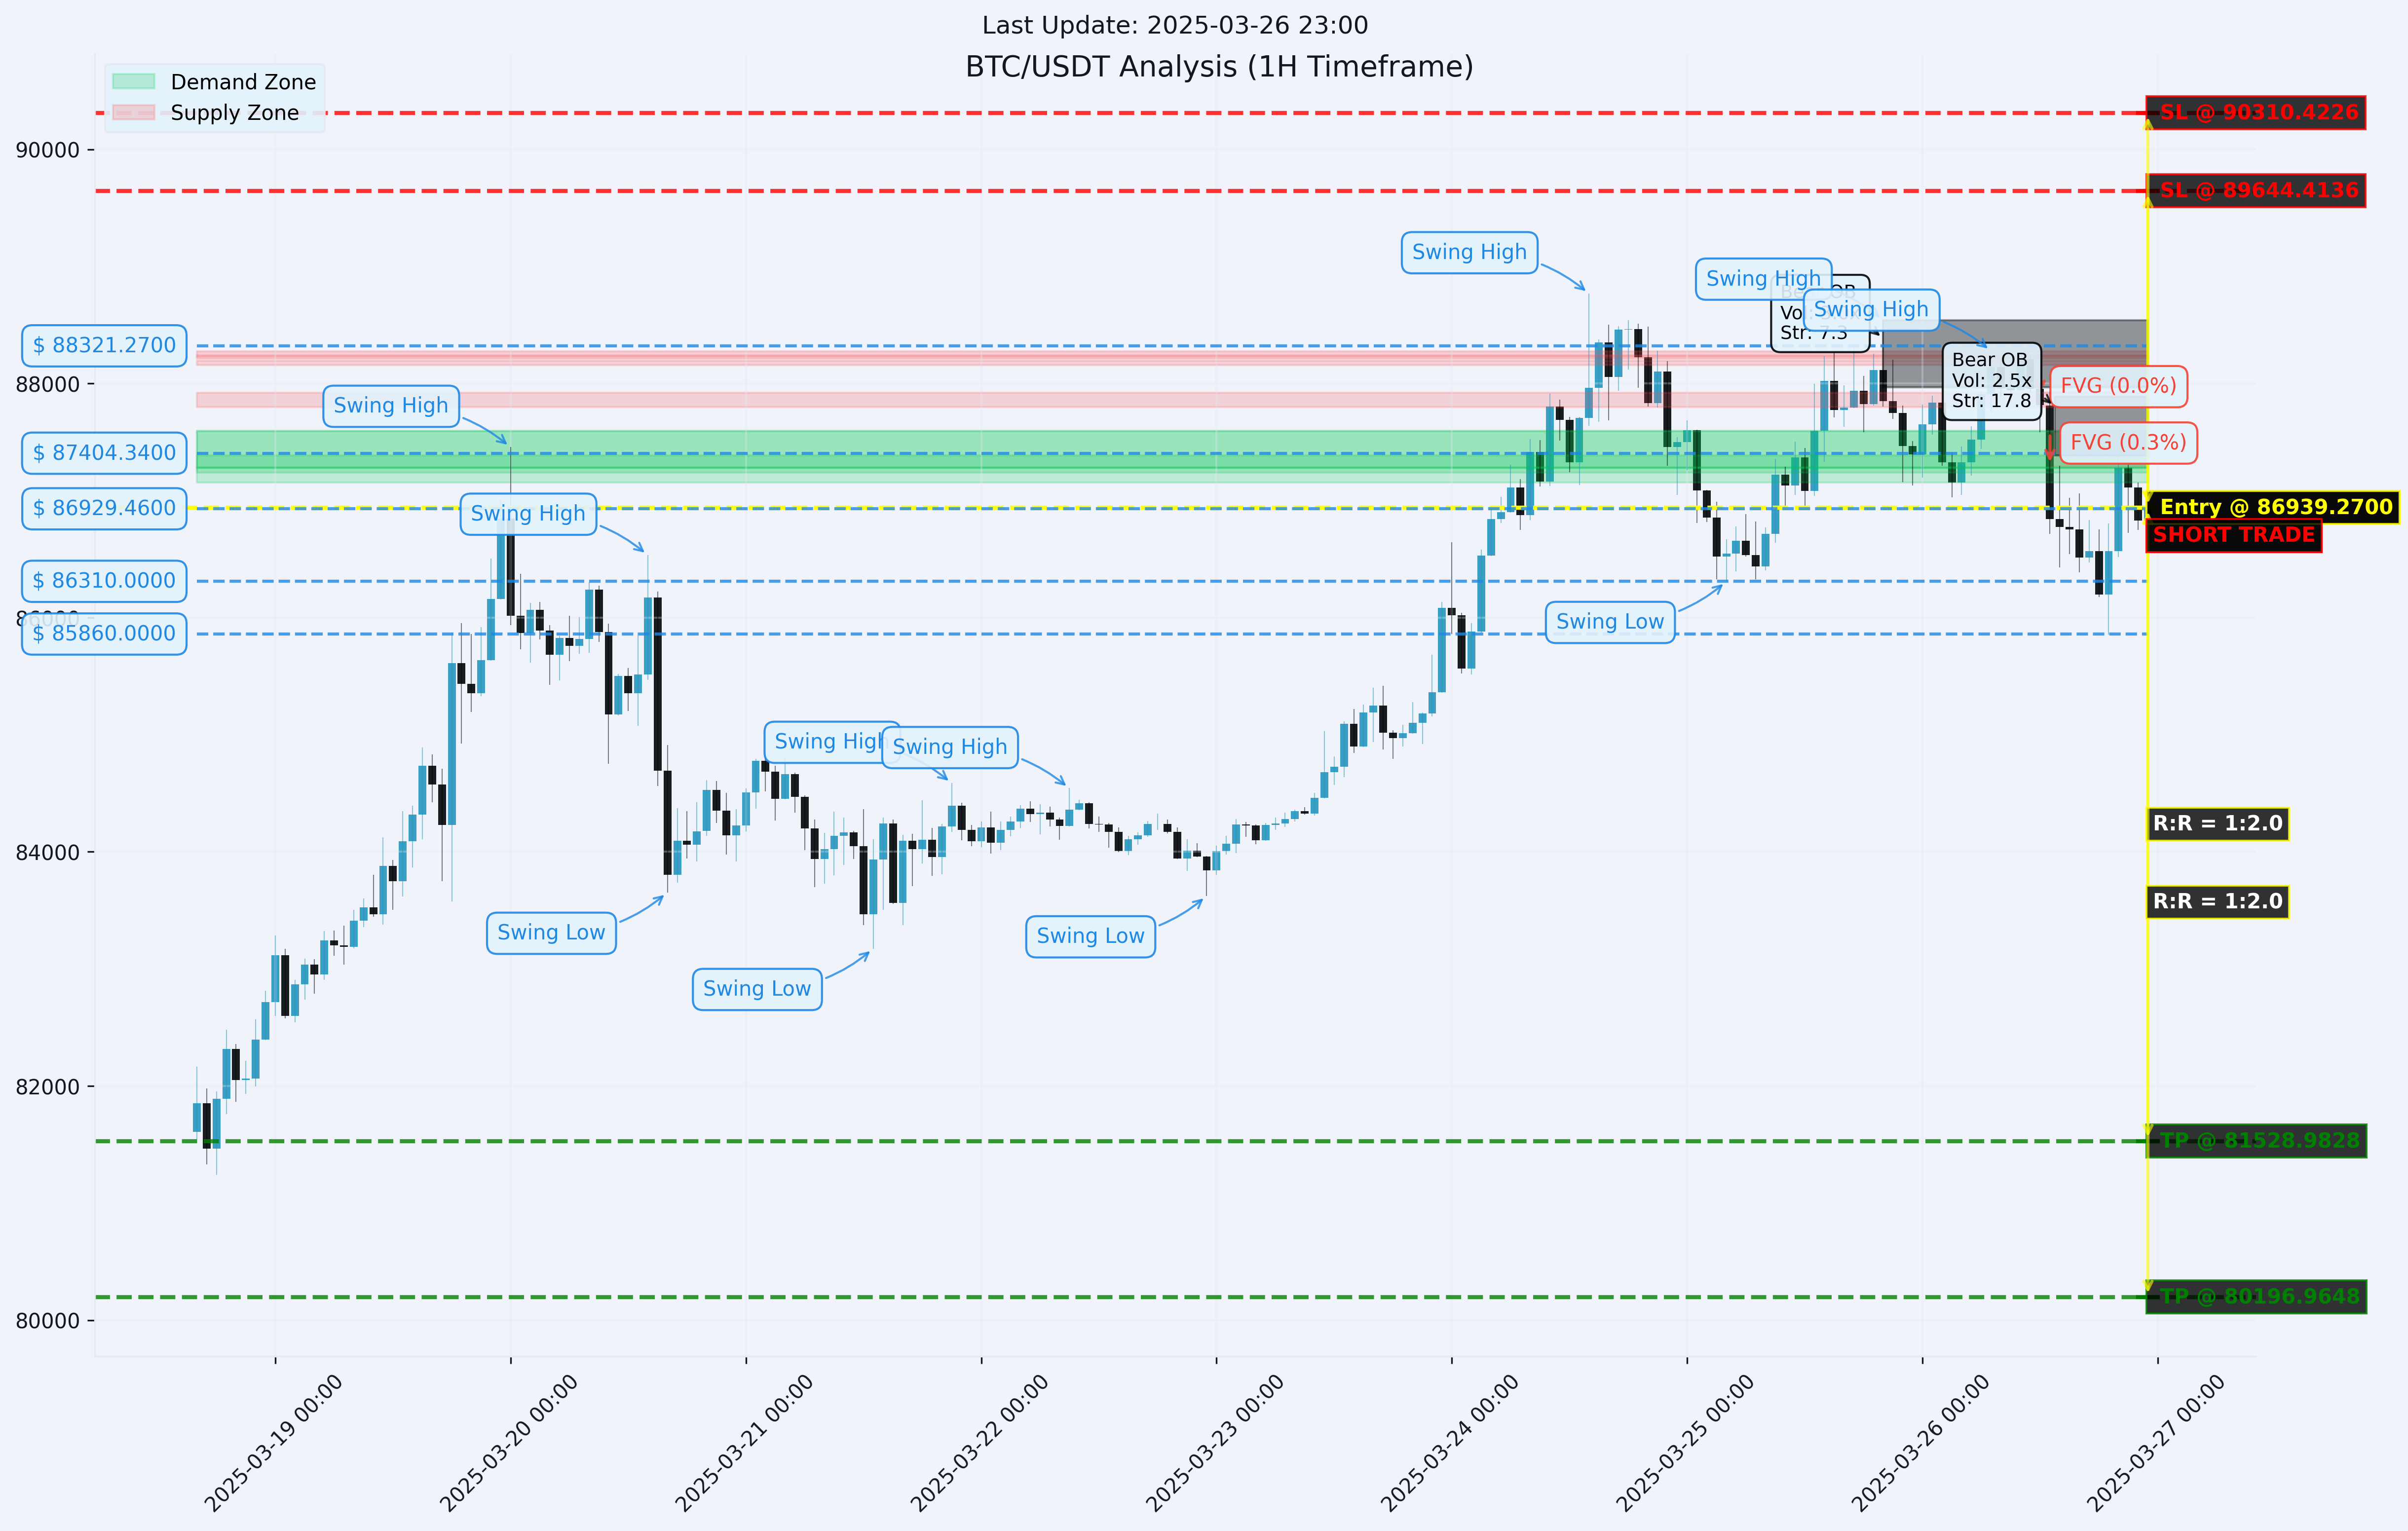 Last Update: 2025-03-26 23:00
BTC/USDT Analysis (1H Timeframe)
Demand Zone
Supply Zone
SL @ 90310.4226
90000
SL @ 89644.4136
Swing High
Swing High
Swing High
Bear OB
Str: 7.3
$ 88321.2700
88000
Bear OB
Vol: 2.5x
Str: 17.8
FVG (0.0%)
Swing High
FVG (0.3%)
$ 87404.3400
$ 86929.4600
Entry @ 86939.2700
Swing High
SHORT TRADE
$ 86310.0000
86000
$ 85860.0000
Swing Low
Swing High
Swing High
84000
R:R = 1:2.0
R:R = 1:2.0
Swing Low
Swing Low
Swing Low
82000
TP @ 81528.9828
TP @ 80196.9648
80000
2025-03-19 00:00
2025-03-20 00:00
2025-03-21 00:00
2025-03-22 00:00
2025-03-23 00:00
2025-03-24 00:00
2025-03-25 00:00
2025-03-26 00:00
2025-03-27 00:00